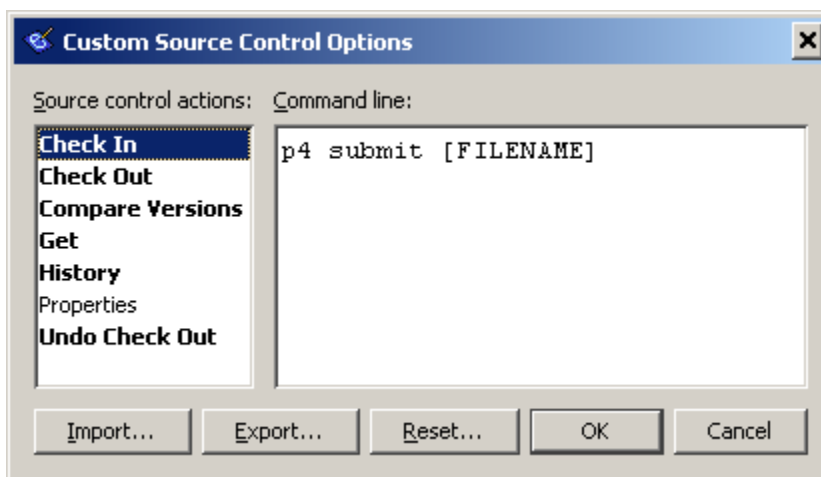 Custom Source Control Options
Source control actions:
Command line:
Check In
Check Out
Compare Versions
Get
History
Properties
Undo Check Out
p4 submit [FILENAME]
Import...
Export...
Reset...
OK
Cancel